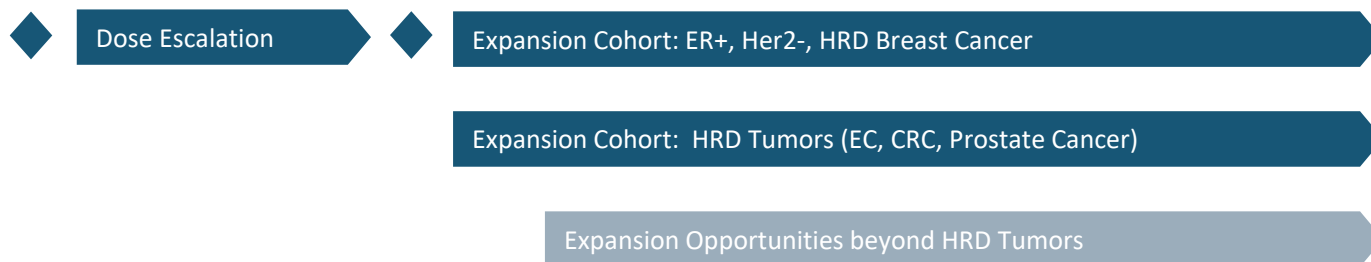 Dose Escalation
Expansion Cohort: ER+, Her2-, HRD Breast Cancer
Expansion Cohort:  HRD Tumors (EC, CRC, Prostate Cancer)
Expansion Opportunities beyond HRD Tumors